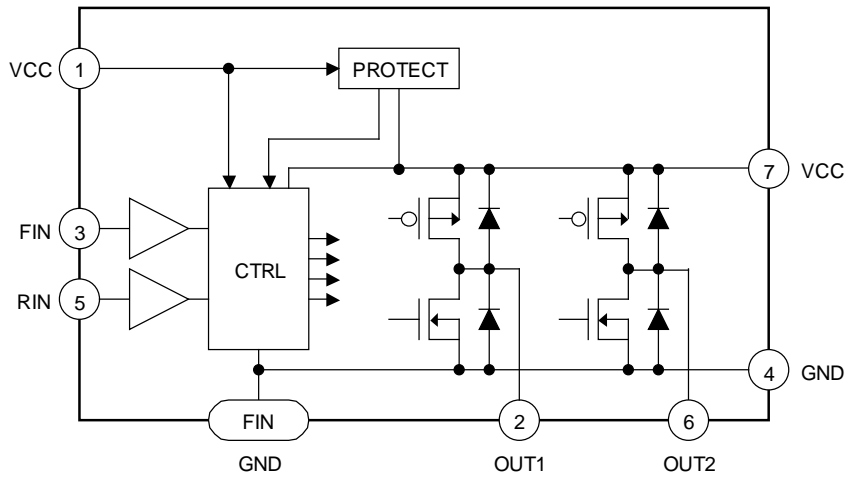 VCC 1
PROTECT
7 VCC
FIN 3
CTRL
RIN 5
4 GND
FIN
2
6
GND
OUT1
OUT2